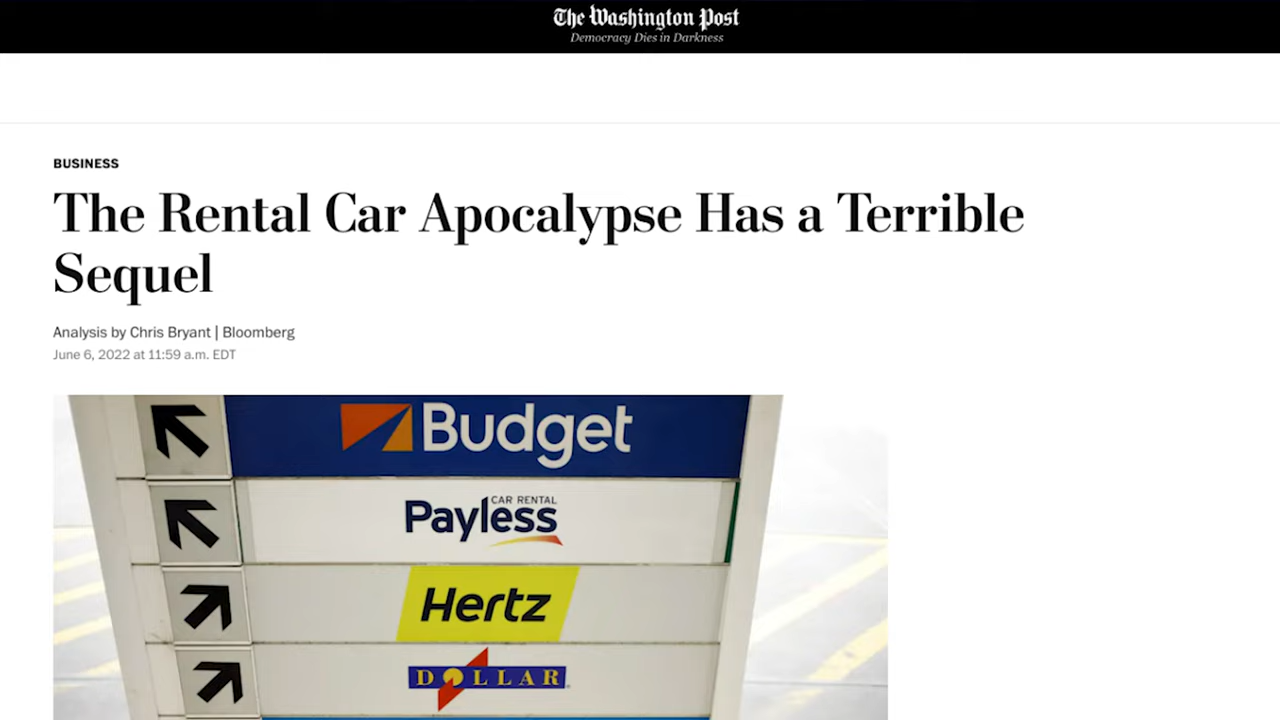 The Washington Post
Democracy Dies in Darkness
BUSINESS
The Rental Car Apocalypse Has a Terrible
Sequel
Analysis by Chris Bryant | Bloomberg
June 6, 2022 at 11:59 a.m. EDT
Budget
CAR RENTAL
Payless
Hertz
DOLLAR